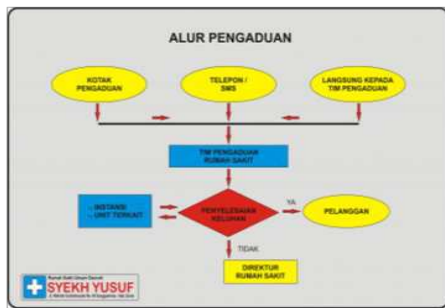 ALUR PENGADUAN
KOTAK
PENGADUAN
TELEPON /
SMS
LANGSUNG KEPADA
TIM PENGADUAN
TIM PENGADUAN
RUMAH SAKIT
- INSTANSI
- UNIT TERKAIT
PENYELESAIAN
KELUHAN
YA
PELANGGAN
TIDAK
DIREKTUR
RUMAH SAKIT
Rumah Sakit Umum Daerah
SYEKH YUSUF